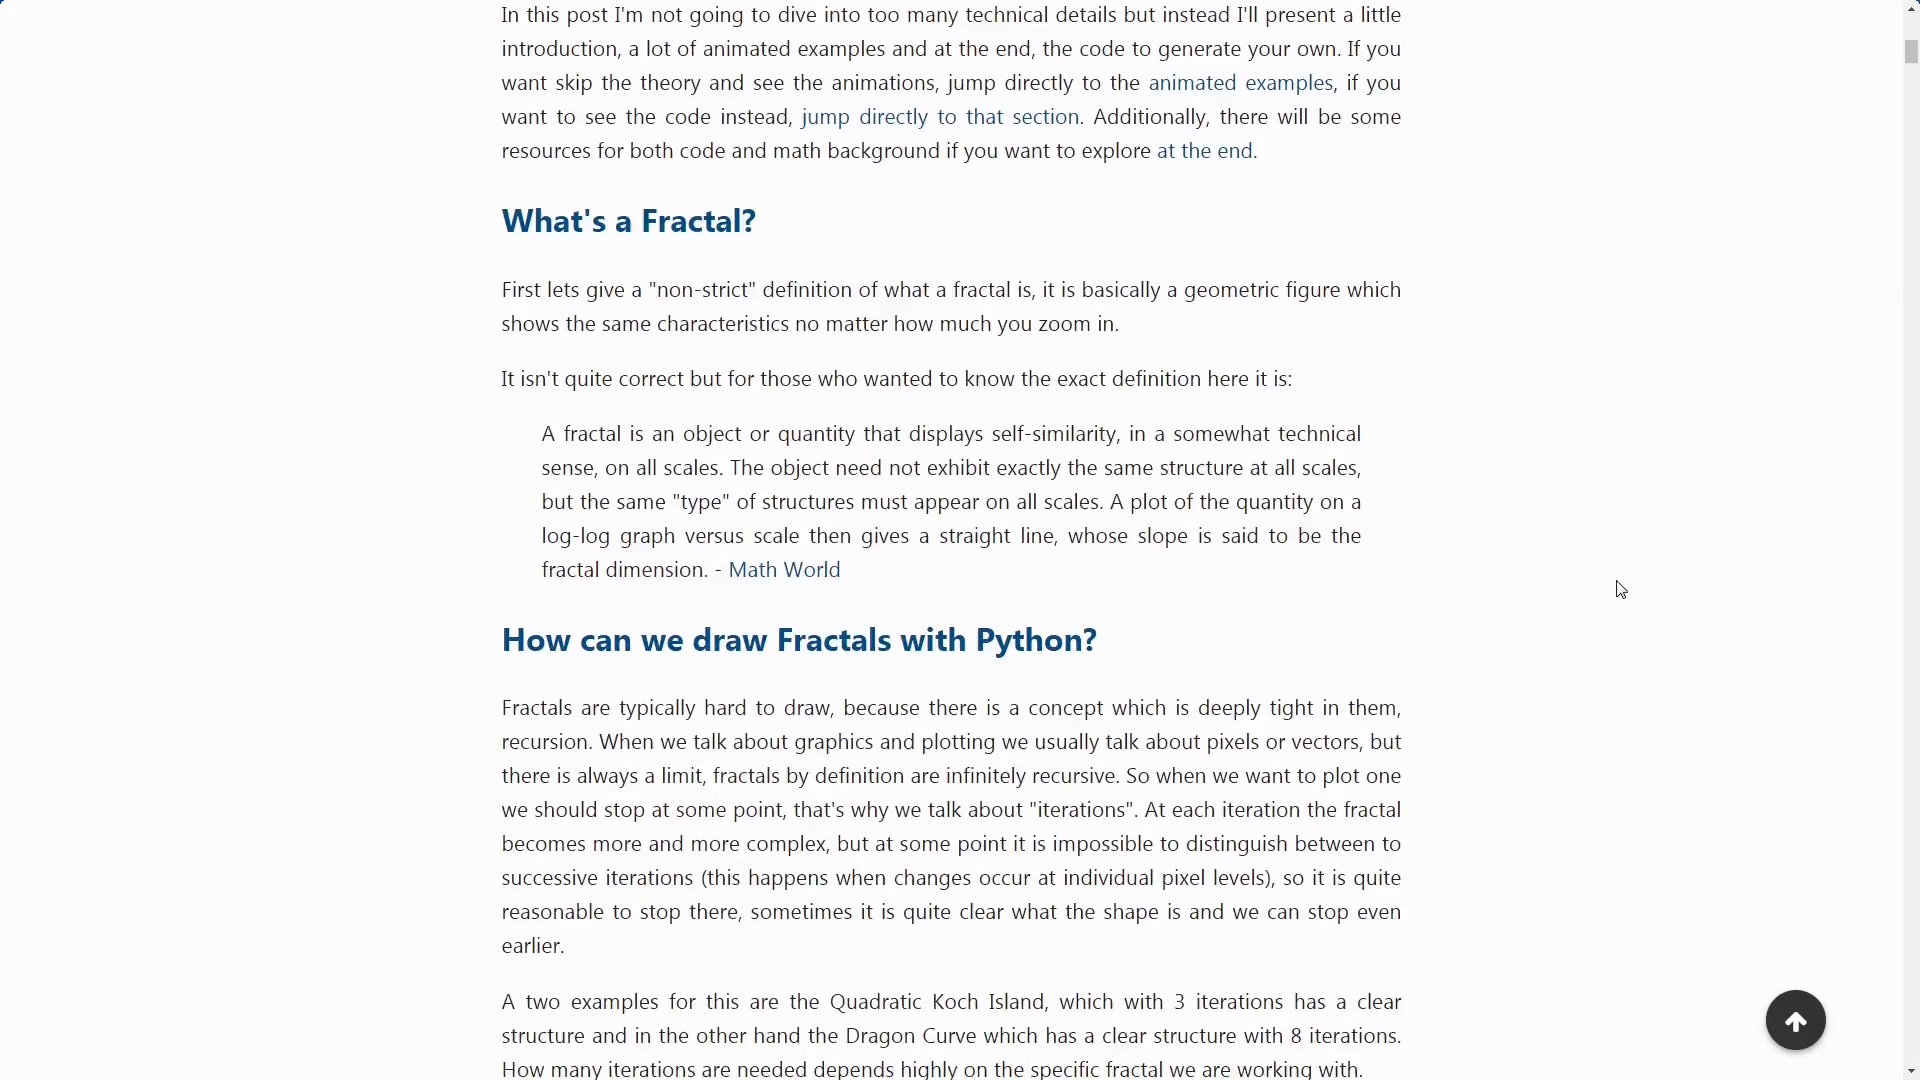 In this post I'm not going to dive into too many technical details but instead I'll present a little
introduction, a lot of animated examples and at the end, the code to generate your own. If you
want skip the theory and see the animations, jump directly to the animated examples, if you
want to see the code instead, jump directly to that section. Additionally, there will be some
resources for both code and math background if you want to explore at the end.
What's a Fractal?
First lets give a "non-strict" definition of what a fractal is, it is basically a geometric figure which
shows the same characteristics no matter how much you zoom in.
It isn't quite correct but for those who wanted to know the exact definition here it is:
A fractal is an object or quantity that displays self-similarity, in a somewhat technical
sense, on all scales. The object need not exhibit exactly the same structure at all scales,
but the same "type" of structures must appear on all scales. A plot of the quantity on a
log-log graph versus scale then gives a straight line, whose slope is said to be the
fractal dimension. - Math World
How can we draw Fractals with Python?
Fractals are typically hard to draw, because there is a concept which is deeply tight in them,
recursion. When we talk about graphics and plotting we usually talk about pixels or vectors, but
there is always a limit, fractals by definition are infinitely recursive. So when we want to plot one
we should stop at some point, that's why we talk about "iterations". At each iteration the fractal
becomes more and more complex, but at some point it is impossible to distinguish between to
successive iterations (this happens when changes occur at individual pixel levels), so it is quite
reasonable to stop there, sometimes it is quite clear what the shape is and we can stop even
earlier.
A two examples for this are the Quadratic Koch Island, which with 3 iterations has a clear
structure and in the other hand the Dragon Curve which has a clear structure with 8 iterations.
How many iterations are needed depends highly on the specific fractal we are working with.